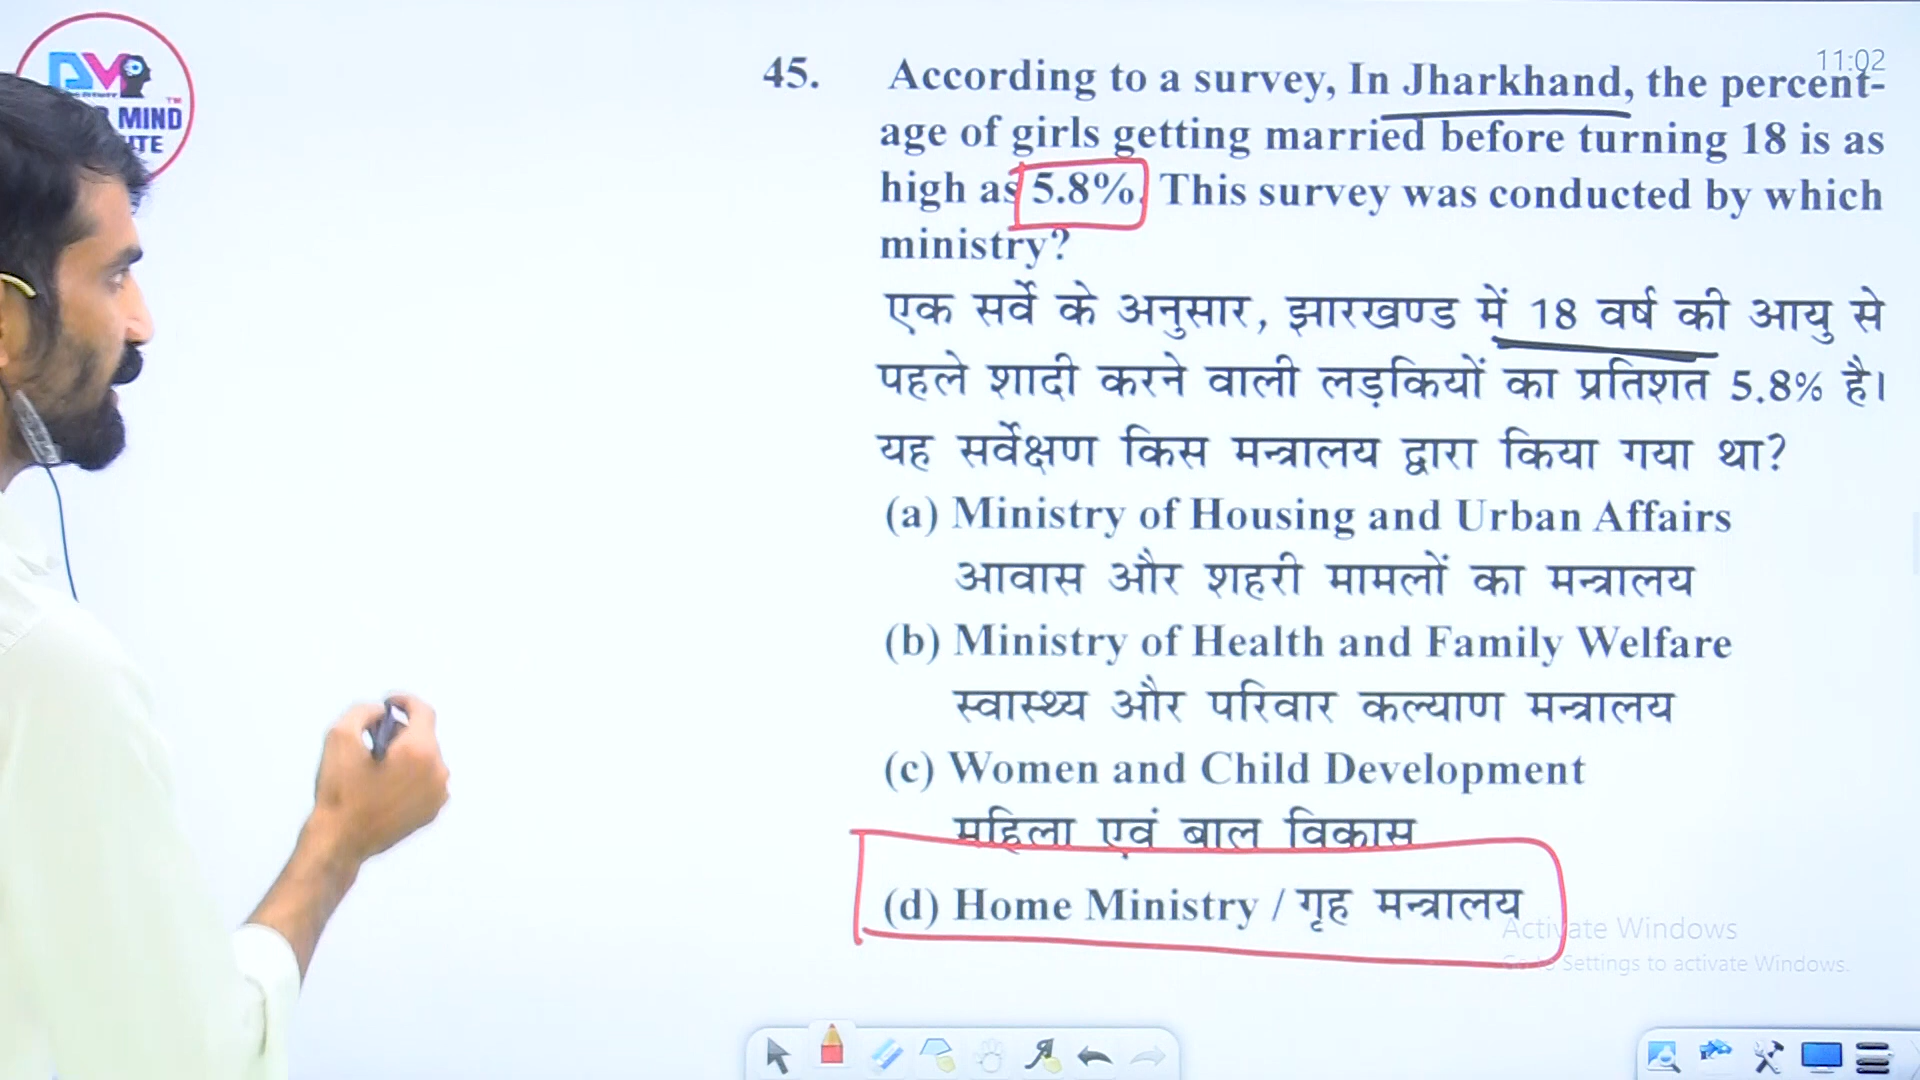 MIND
11:02
45. According to a survey, In Jharkhand, the percent-
age of girls getting married before turning 18 is as
high as 5.8%. This survey was conducted by which
ministry?
एक सर्वे के अनुसार, झारखण्ड में 18 वर्ष की आयु से
पहले शादी करने वाली लड़कियों का प्रतिशत 5.8% है।
यह सर्वेक्षण किस मन्त्रालय द्वारा किया गया था?
(a) Ministry of Housing and Urban Affairs
आवास और शहरी मामलों का मन्त्रालय
(b) Ministry of Health and Family Welfare
स्वास्थ्य और परिवार कल्याण मन्त्रालय
(c) Women and Child Development
महिला एवं बाल विकास
(d) Home Ministry / गृह मन्त्रालय
Activate Windows
Settings to activate Windows.